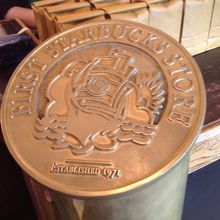 FIRST STARBUCKS STORE
ESTABLISHED 1971